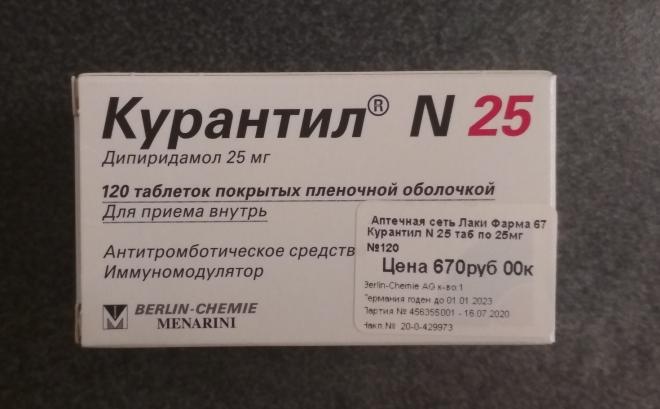 Курантил® N 25
Дипиридамол 25 мг
120 таблеток покрытых пленочной оболочкой
Для приема внутрь
Антитромботическое средств
Иммуномодулятор
BERLIN-CHEMIE
MENARINI
Аптечная сеть Лаки Фарма 67
Курантил N 25 таб по 25мг
№120
Цена 670руб 00к
Berlin-Chemie AG к-во:1
Германия годен до 01.01.2023
Партия № 456355001 - 16.07.2020
Накл.№ 20-0-429973